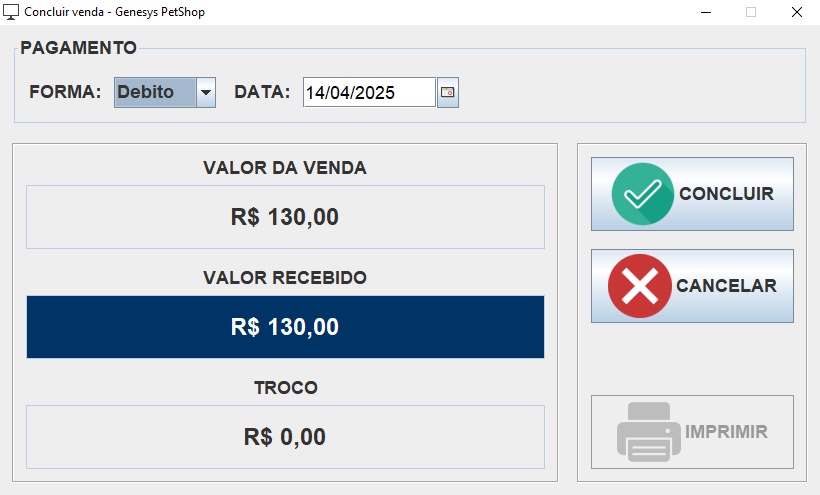 Concluir venda - Genesys PetShop
PAGAMENTO
FORMA: Debito DATA: 14/04/2025
VALOR DA VENDA
R$ 130,00
VALOR RECEBIDO
R$ 130,00
TROCO
R$ 0,00
CONCLUIR
CANCELAR
IMPRIMIR